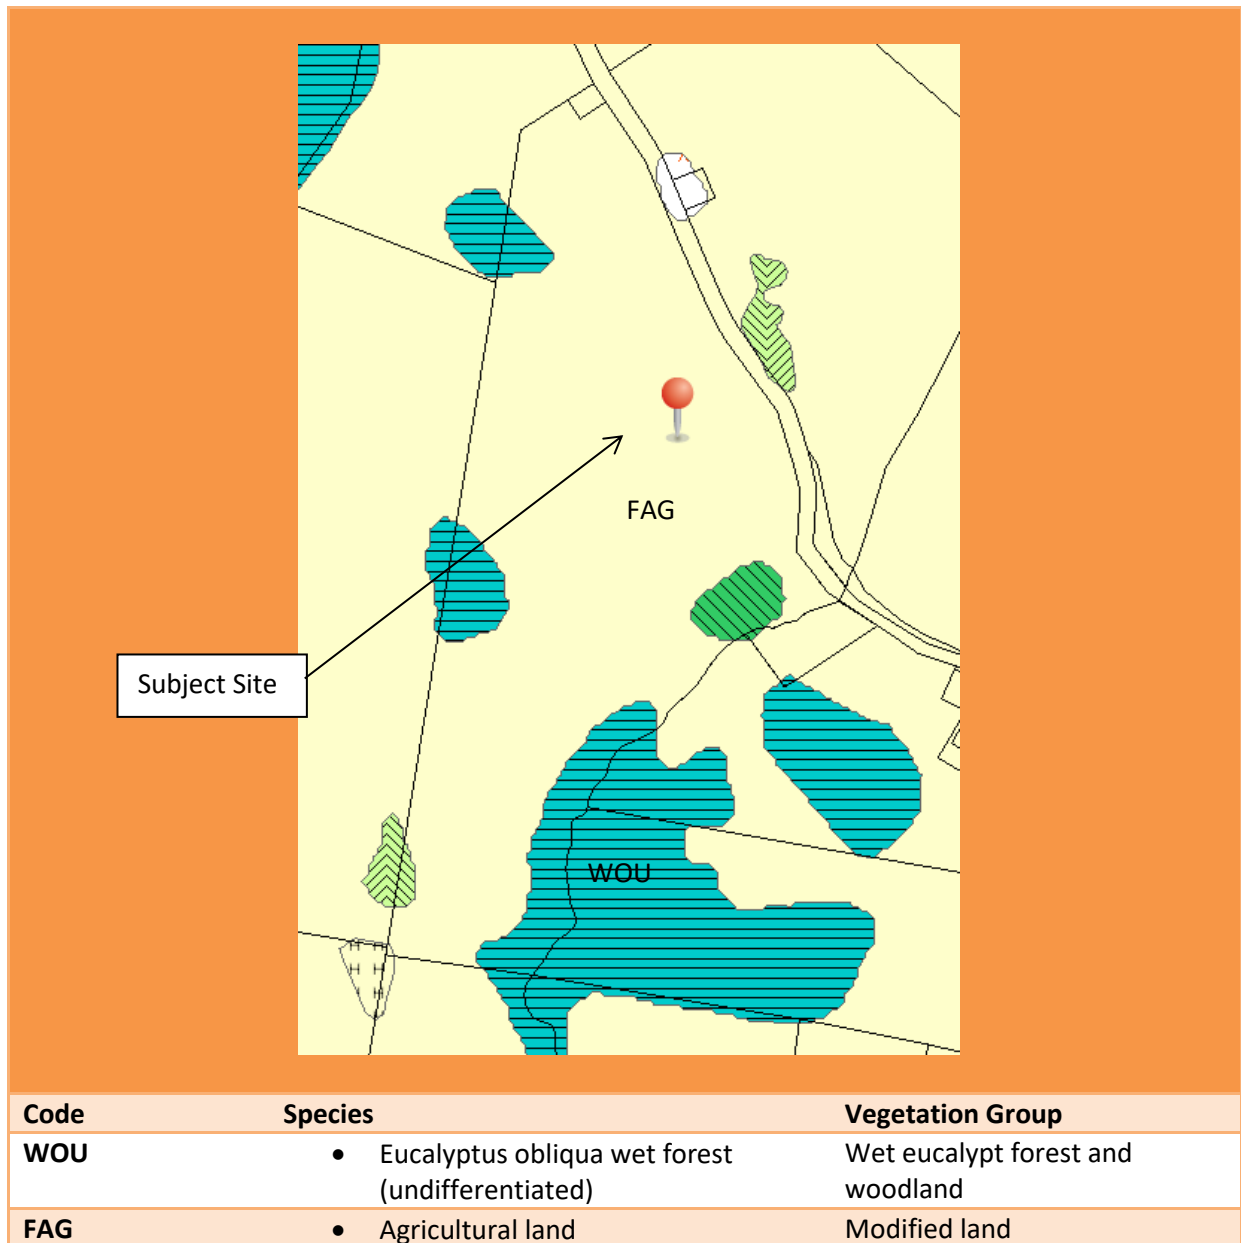 FAG
Subject Site
WOU
Code Species Vegetation Group
WOU • Eucalyptus obliqua wet forest Wet eucalypt forest and
(undifferentiated) woodland
FAG • Agricultural land Modified land